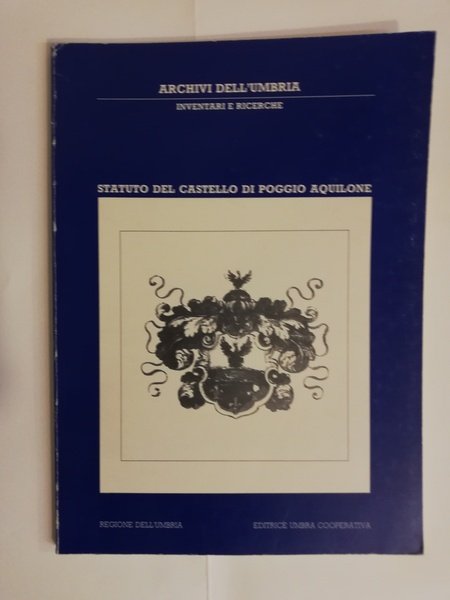 ARCHIVI DELL'UMBRIA
INVENTARI E RICERCHE
STATUTO DEL CASTELLO DI POGGIO AQUILONE
REGIONE DELL'UMBRIA EDITRICE UMBRA COOPERATIVA